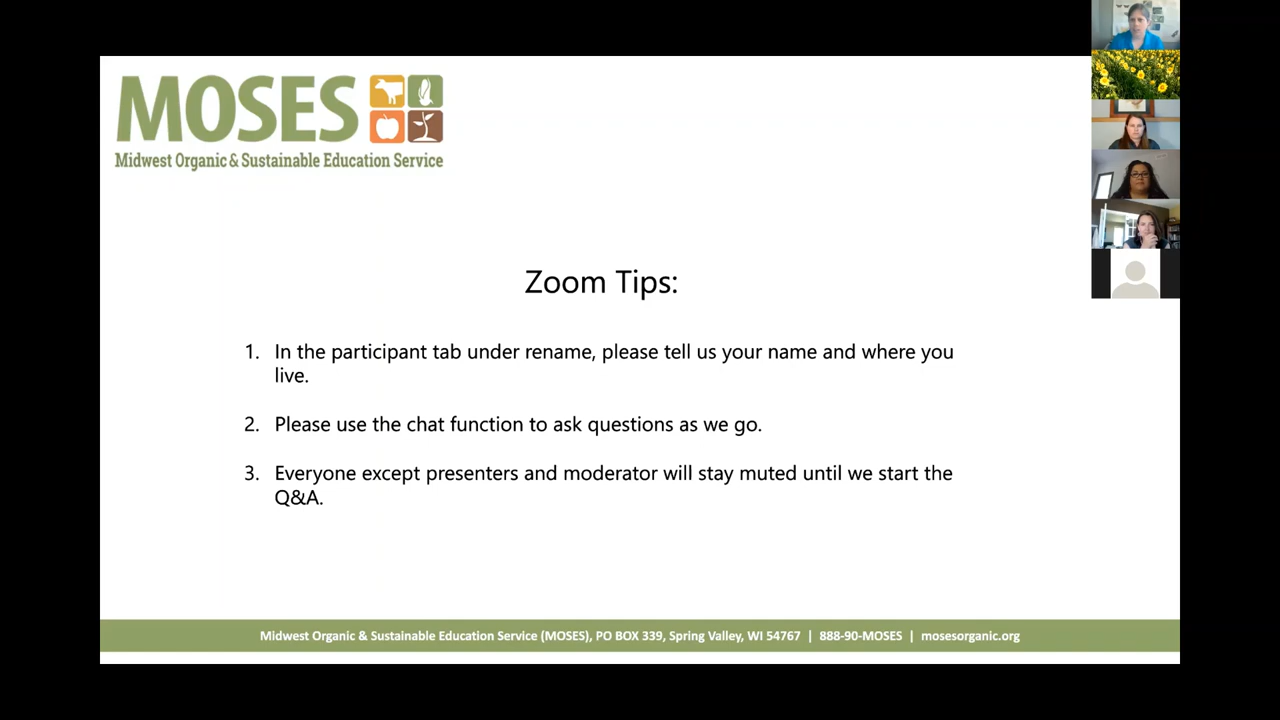 MOSES
Midwest Organic & Sustainable Education Service
Zoom Tips:
1. In the participant tab under rename, please tell us your name and where you
live.
2. Please use the chat function to ask questions as we go.
3. Everyone except presenters and moderator will stay muted until we start the
Q&A.
Midwest Organic & Sustainable Education Service (MOSES), PO BOX 339, Spring Valley, WI 54767 | 888-90-MOSES | mosesorganic.org